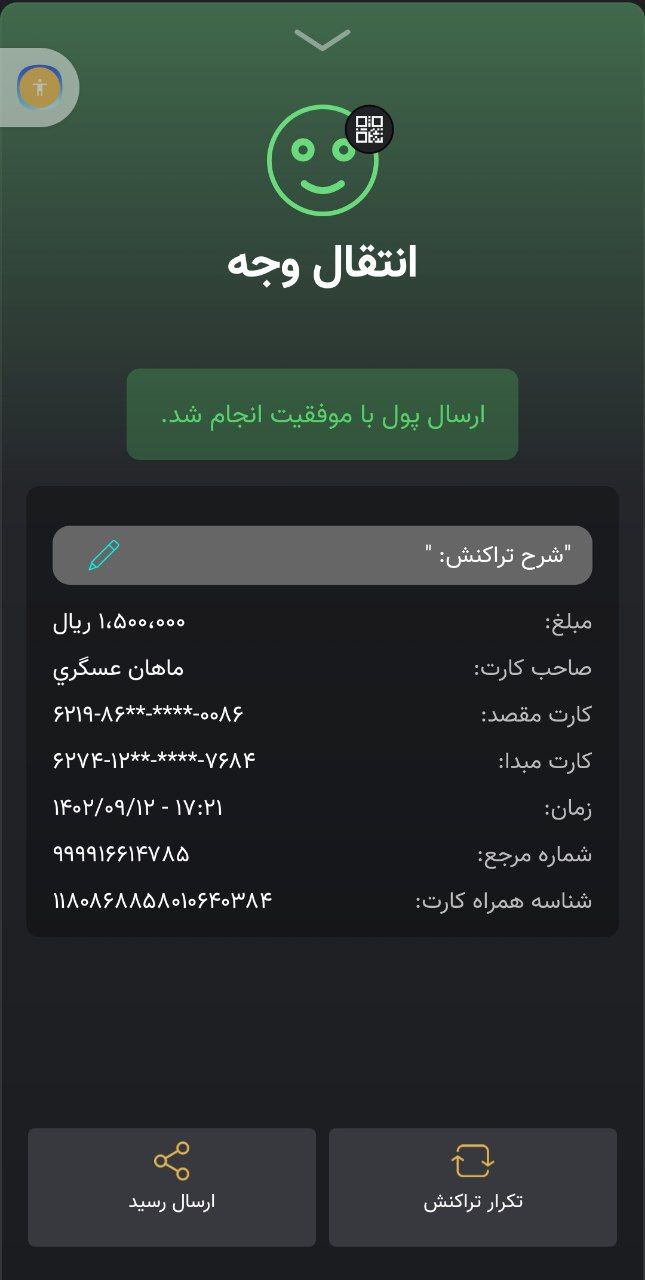 انتقال وجه
ارسال پول با موفقیت انجام شد.
"شرح تراکنش: "
مبلغ: ۱،۵۰۰،۰۰۰ ریال
صاحب کارت: ماهان عسگري
کارت مقصد: ۶۲۱۹-۸۶**-****-۰۰۸۶
کارت مبدا: ۶۲۷۴-۱۲**-****-۷۶۸۴
زمان: ۱۴۰۲/۰۹/۱۲ - ۱۷:۲۱
شماره مرجع: ۹۹۹۹۱۶۶۱۴۷۸۵
شناسه همراه کارت: ۱۱۸۰۸۶۸۸۵۸۰۱۰۶۴۰۳۸۴
تکرار تراکنش
ارسال رسید